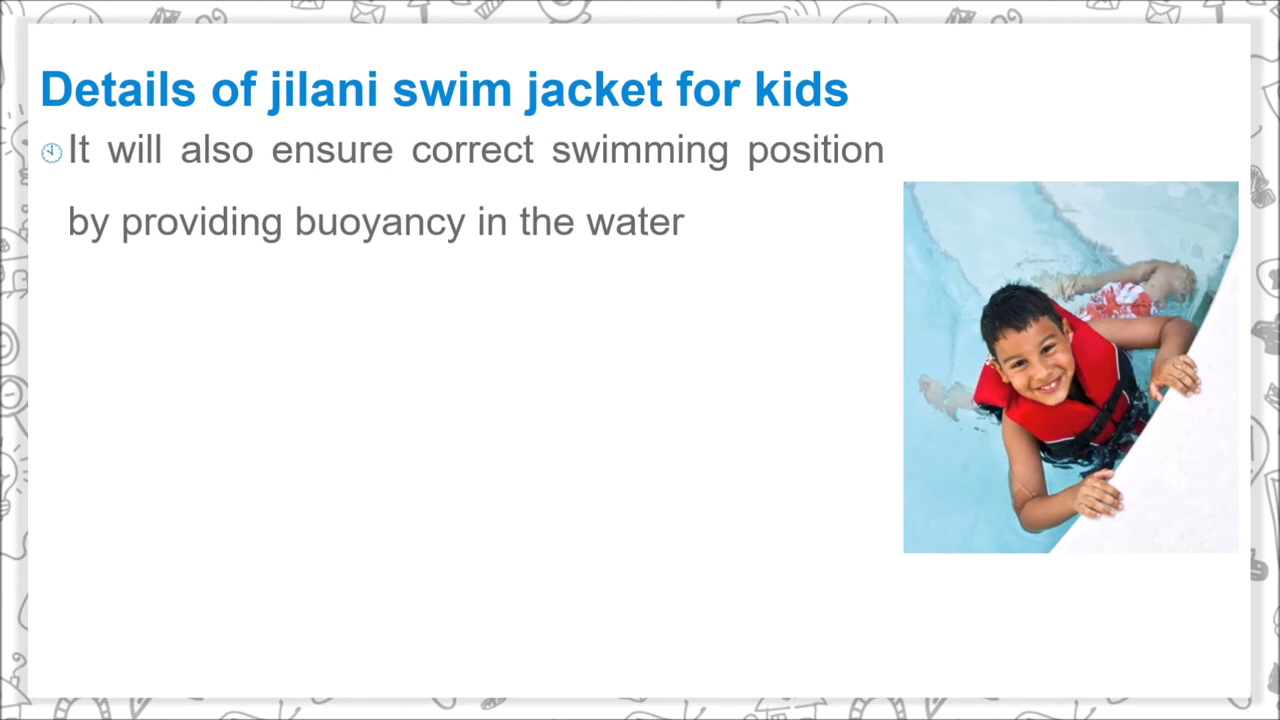 Details of jilani swim jacket for kids
It will also ensure correct swimming position
by providing buoyancy in the water